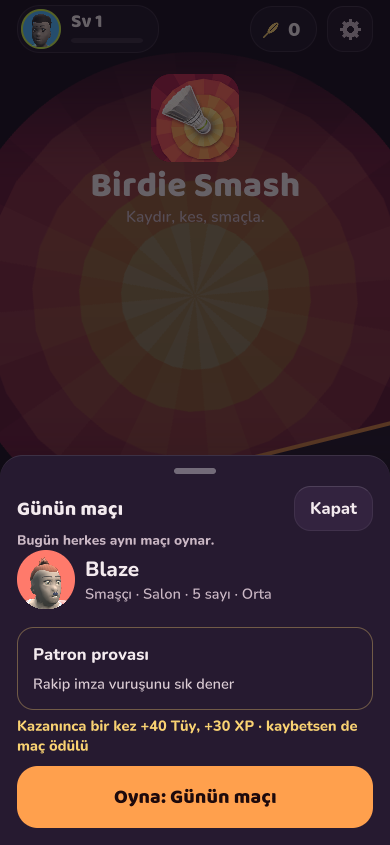 Sv 1
0
Birdie Smash
Kaydır, kes, smaçla.
Günün maçı
Kapat
Bugün herkes aynı maçı oynar.
Blaze
Smaşçı · Salon · 5 sayı · Orta
Patron provası
Rakip imza vuruşunu sık dener
Kazanınca bir kez +40 Tüy, +30 XP · kaybetsen de
maç ödülü
Oyna: Günün maçı